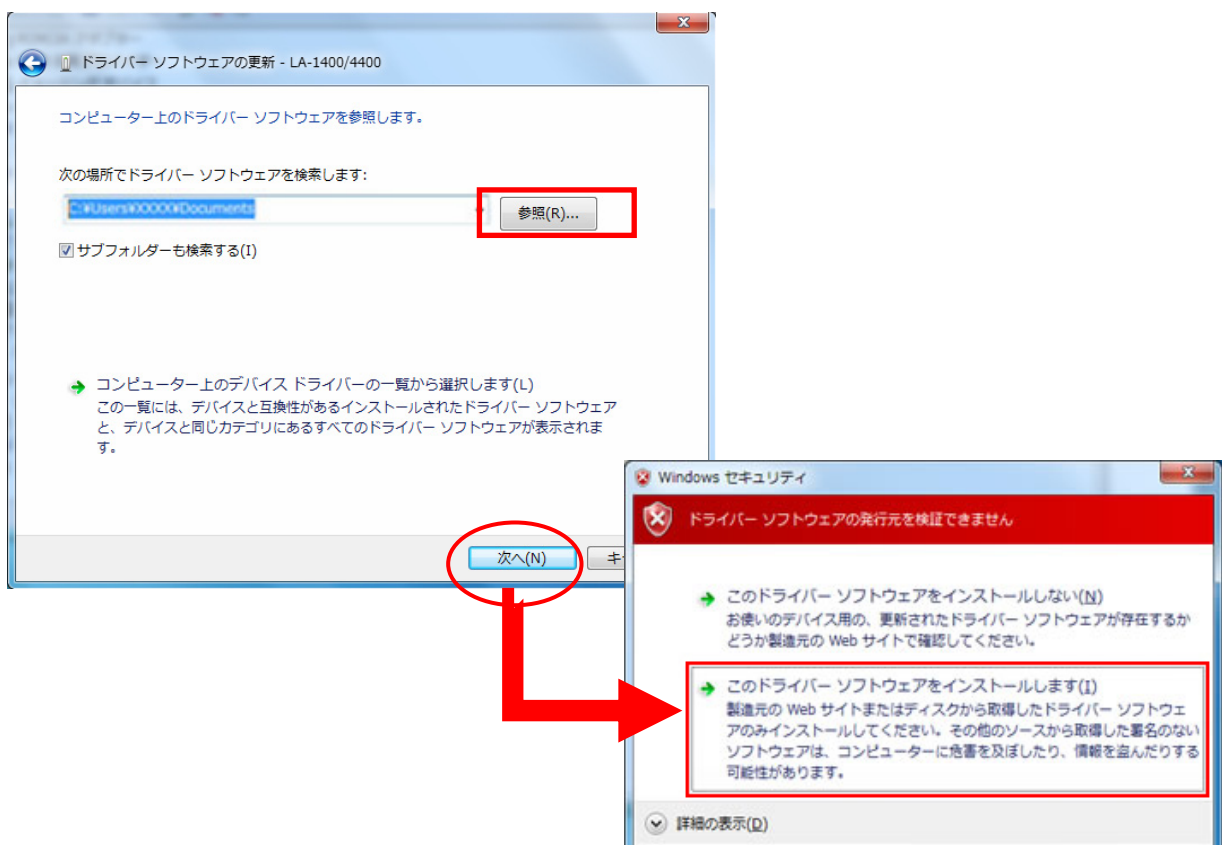 ドライバー ソフトウェアの更新 - LA-1400/4400
コンピューター上のドライバー ソフトウェアを参照します。
次の場所でドライバー ソフトウェアを検索します:
C:¥Users¥XXXX¥Documents
参照(R)...
サブフォルダーも検索する(I)
コンピューター上のデバイス ドライバーの一覧から選択します(L)
この一覧には、デバイスと互換性があるインストールされたドライバー ソフトウェア
と、デバイスと同じカテゴリにあるすべてのドライバー ソフトウェアが表示されま
す。
次へ(N)
Windows セキュリティ
ドライバー ソフトウェアの発行元を検証できません
このドライバー ソフトウェアをインストールしない(N)
お使いのデバイス用の、更新されたドライバー ソフトウェアが存在するか
どうか製造元の Web サイトで確認してください。
このドライバー ソフトウェアをインストールします(I)
製造元の Web サイトまたはディスクから取得したドライバー ソフトウェ
アのみインストールしてください。その他のソースから取得した署名のない
ソフトウェアは、コンピューターに危害を及ぼしたり、情報を盗んだりする
可能性があります。
詳細の表示(D)